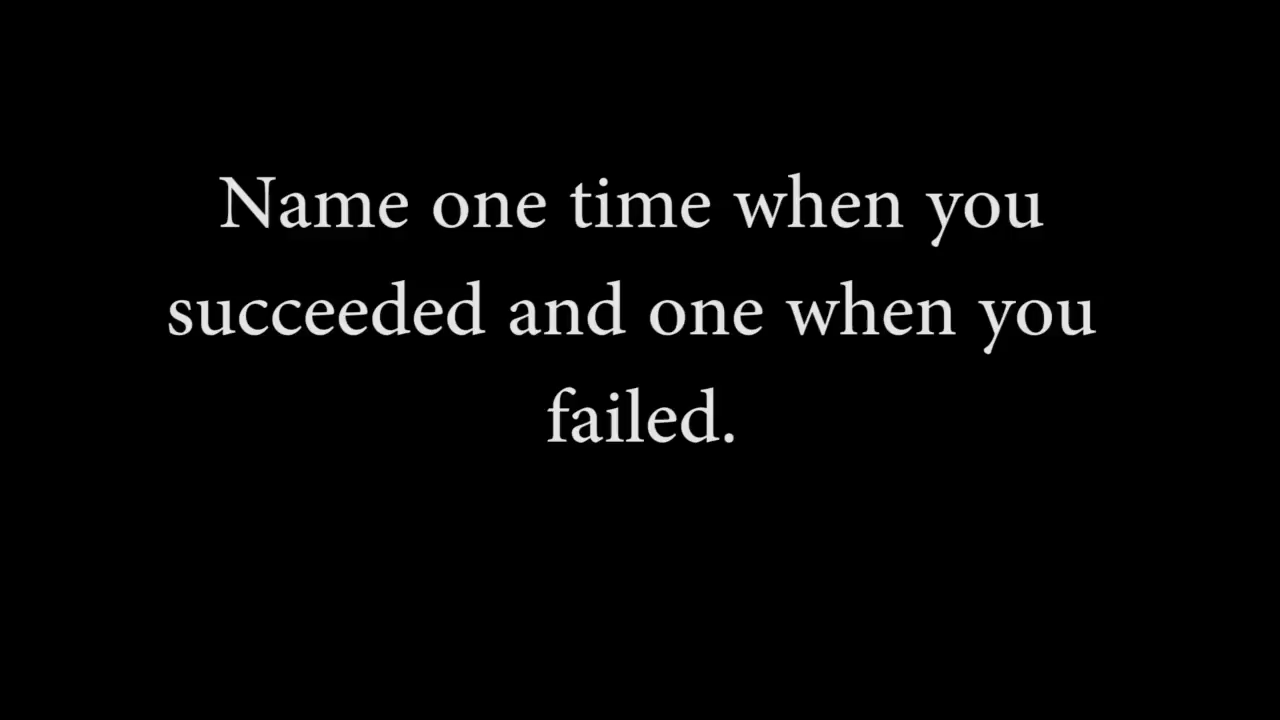 Name one time when you
succeeded and one when you
failed.